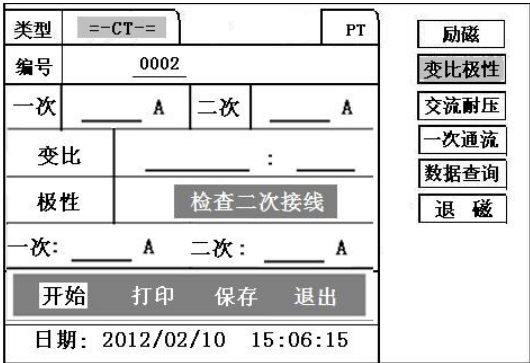 类型 =-CT-= PT
编号 0002
一次 A 二次 A
变比 :
极性 检查二次接线
一次: A 二次: A
开始 打印 保存 退出
日期: 2012/02/10 15:06:15
励磁
变比极性
交流耐压
一次通流
数据查询
退 磁